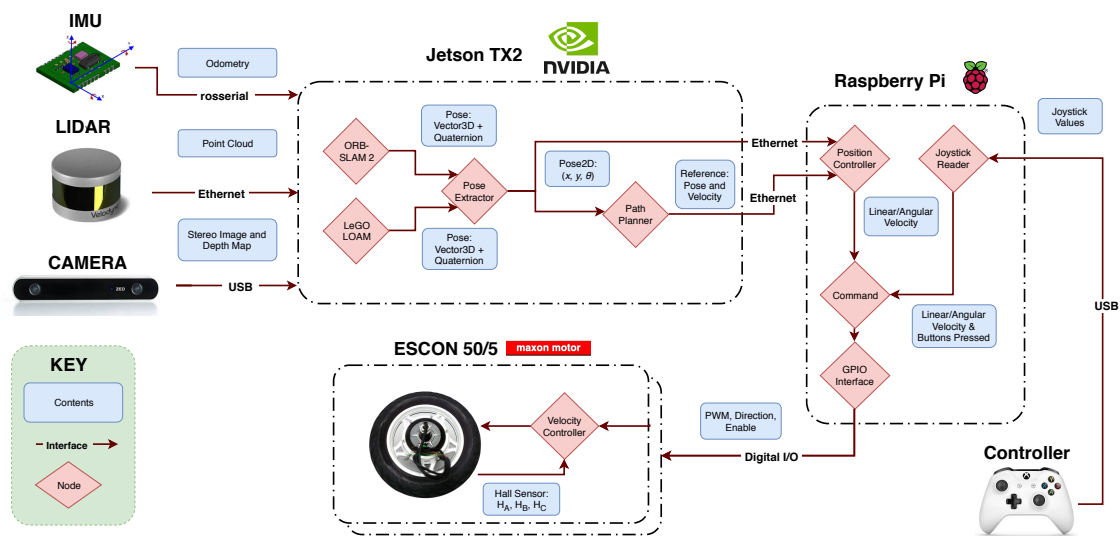 IMU
Odometry
rosserial
LIDAR
Point Cloud
Ethernet
Velody
Stereo Image and
Depth Map
CAMERA
ZED
USB
Jetson TX2
NVIDIA
ORB-
SLAM 2
LeGO
LOAM
Pose:
Vector3D +
Quaternion
Pose
Extractor
Pose:
Vector3D +
Quaternion
Pose2D:
(x, y, θ)
Path
Planner
Reference:
Pose and
Velocity
Ethernet
Ethernet
Raspberry Pi
Position
Controller
Joystick
Reader
Joystick
Values
Linear/Angular
Velocity
Command
Linear/Angular
Velocity &
Buttons Pressed
GPIO
Interface
USB
KEY
Contents
Interface
Node
ESCON 50/5
maxon motor
Velocity
Controller
Hall Sensor:
H_A, H_B, H_C
PWM, Direction,
Enable
Digital I/O
Controller